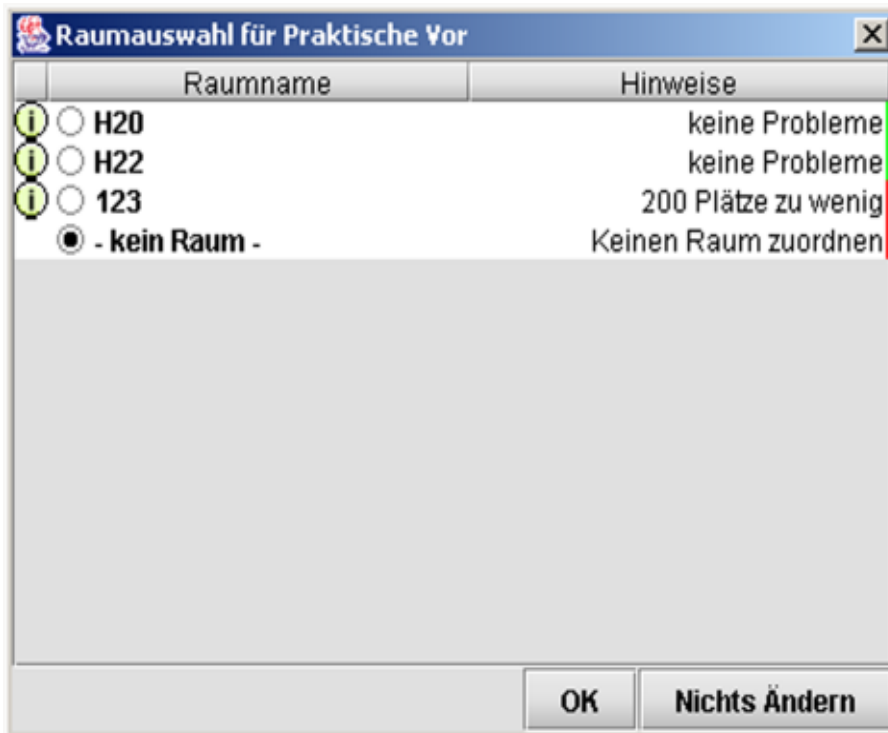 Raumauswahl für Praktische Vor
Raumname Hinweise
i H20 keine Probleme
i H22 keine Probleme
i 123 200 Plätze zu wenig
- kein Raum - Keinen Raum zuordnen
OK Nichts Ändern